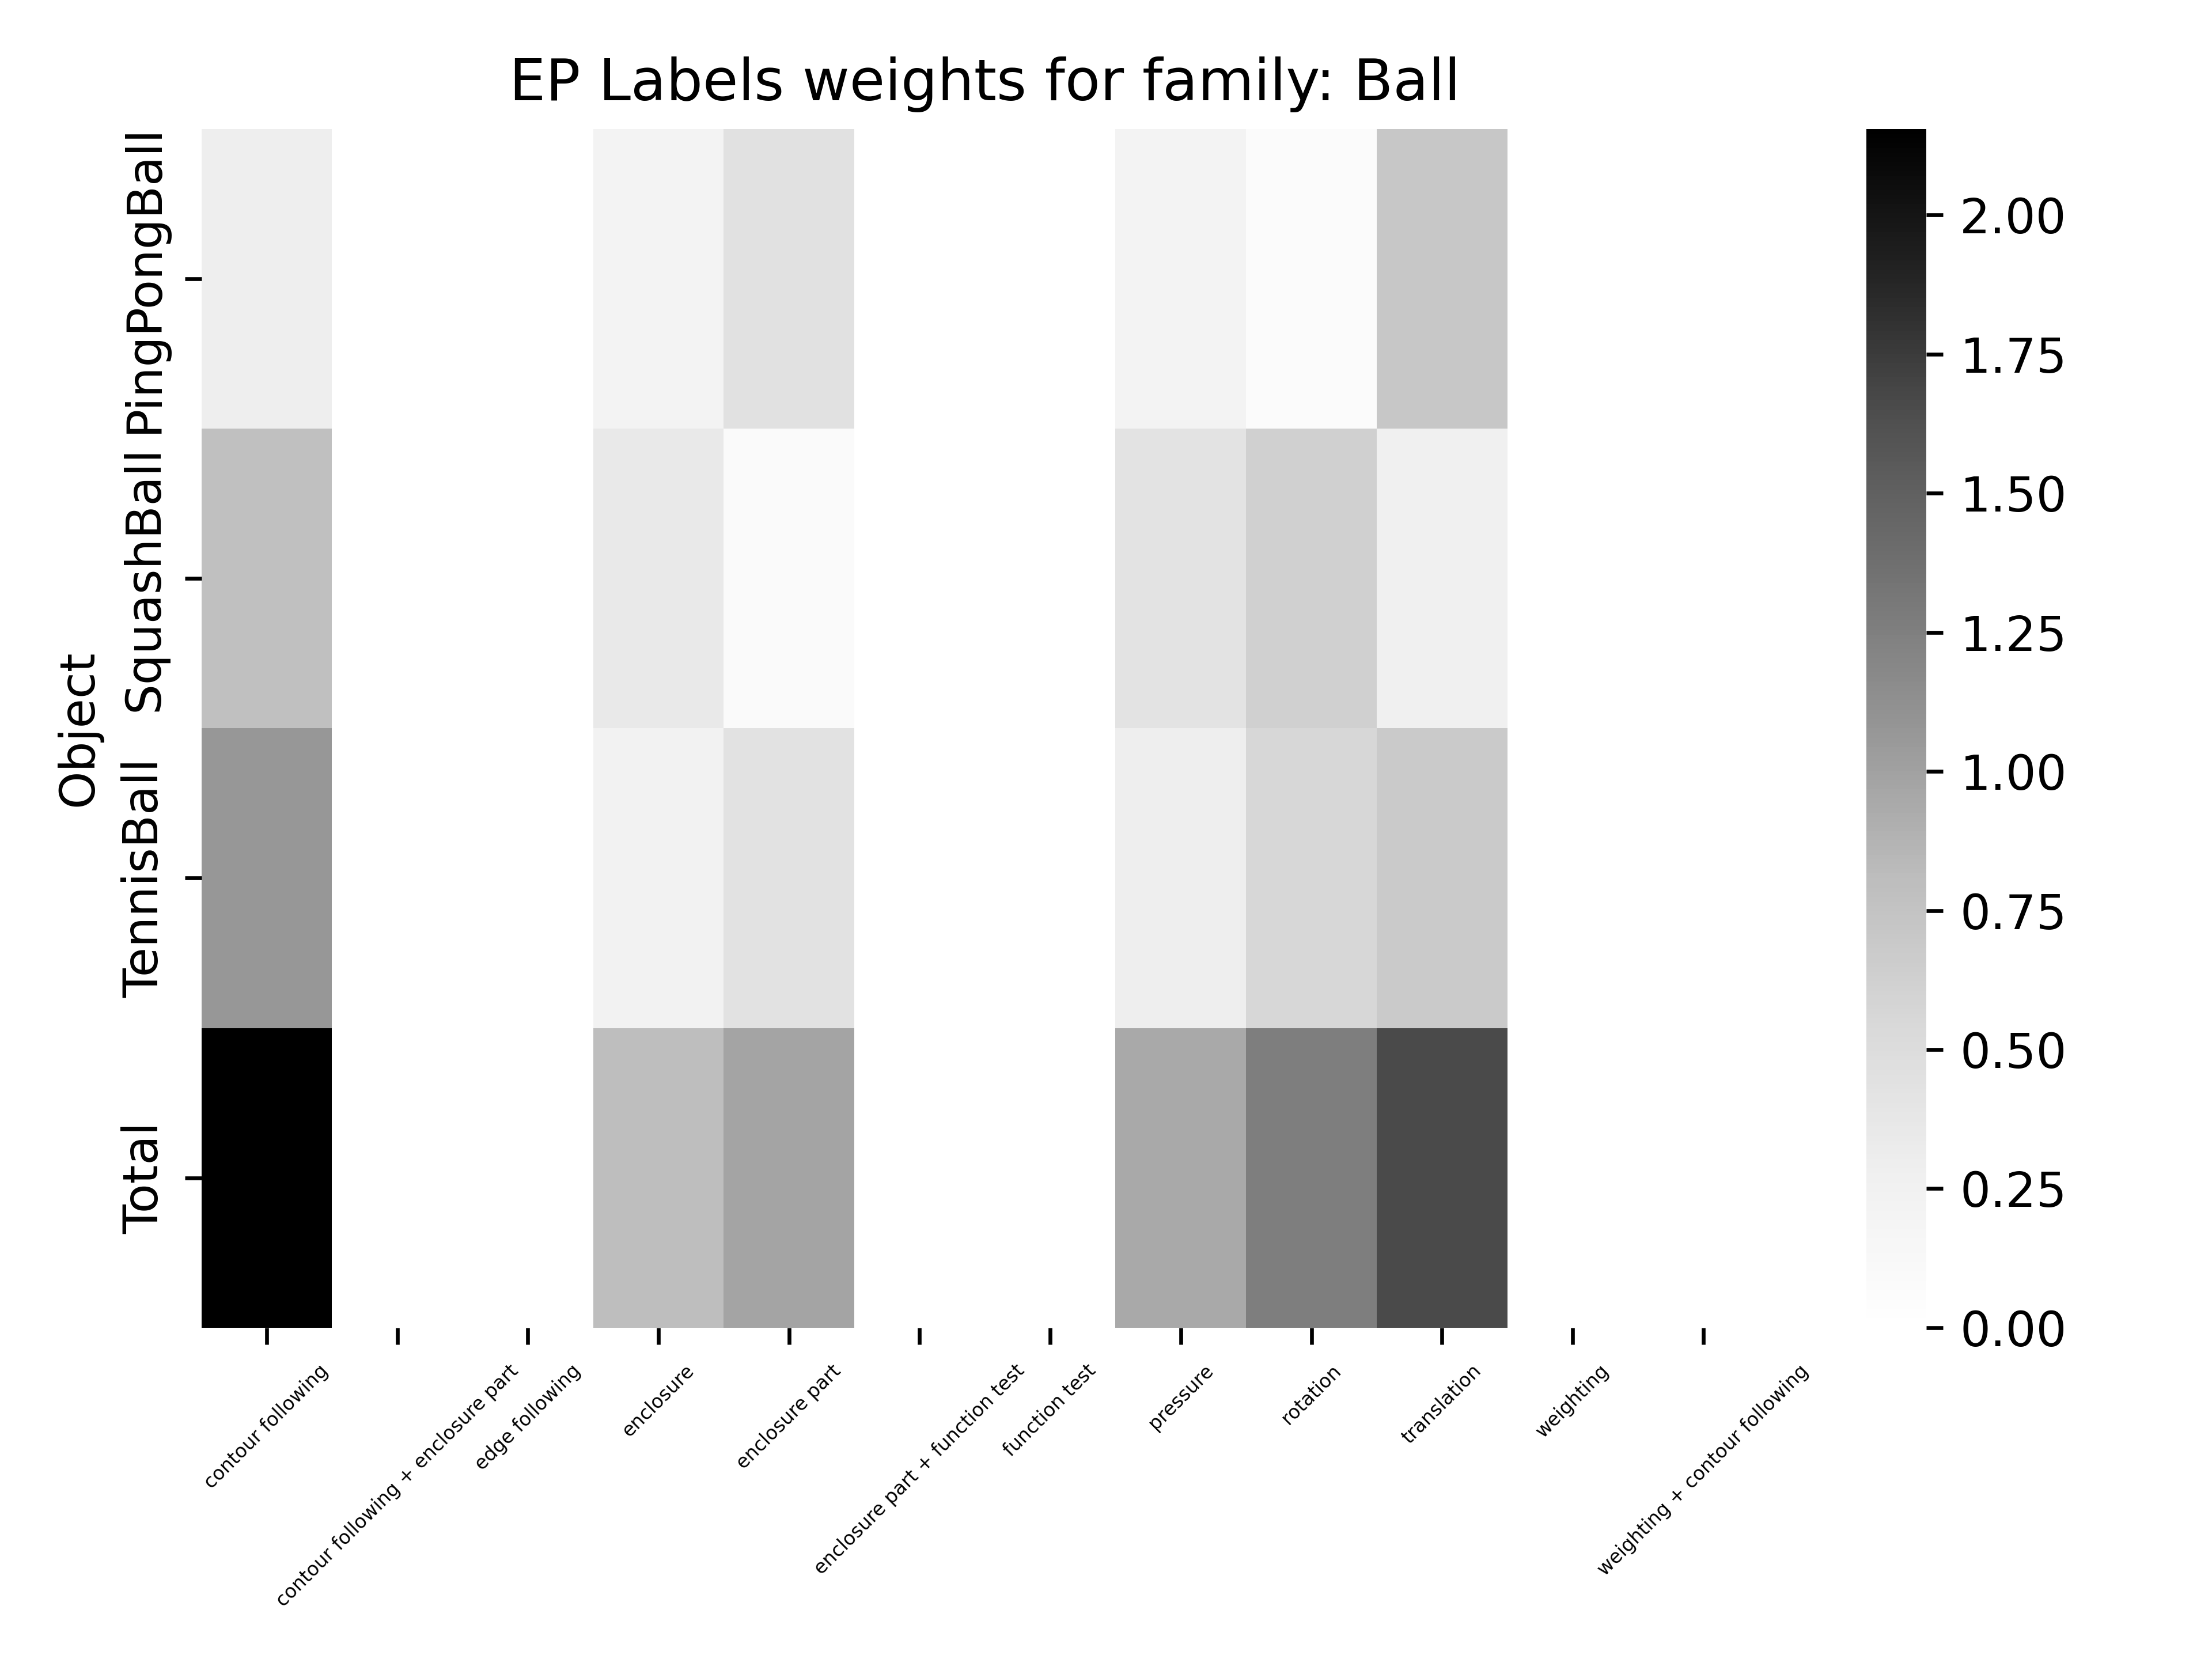 EP Labels weights for family: Ball
Object
PingPongBall
SquashBall
TennisBall
Total
contour following
contour following + enclosure part
edge following
enclosure
enclosure part
enclosure part + function test
function test
pressure
rotation
translation
weighting
weighting + contour following
2.00
1.75
1.50
1.25
1.00
0.75
0.50
0.25
0.00